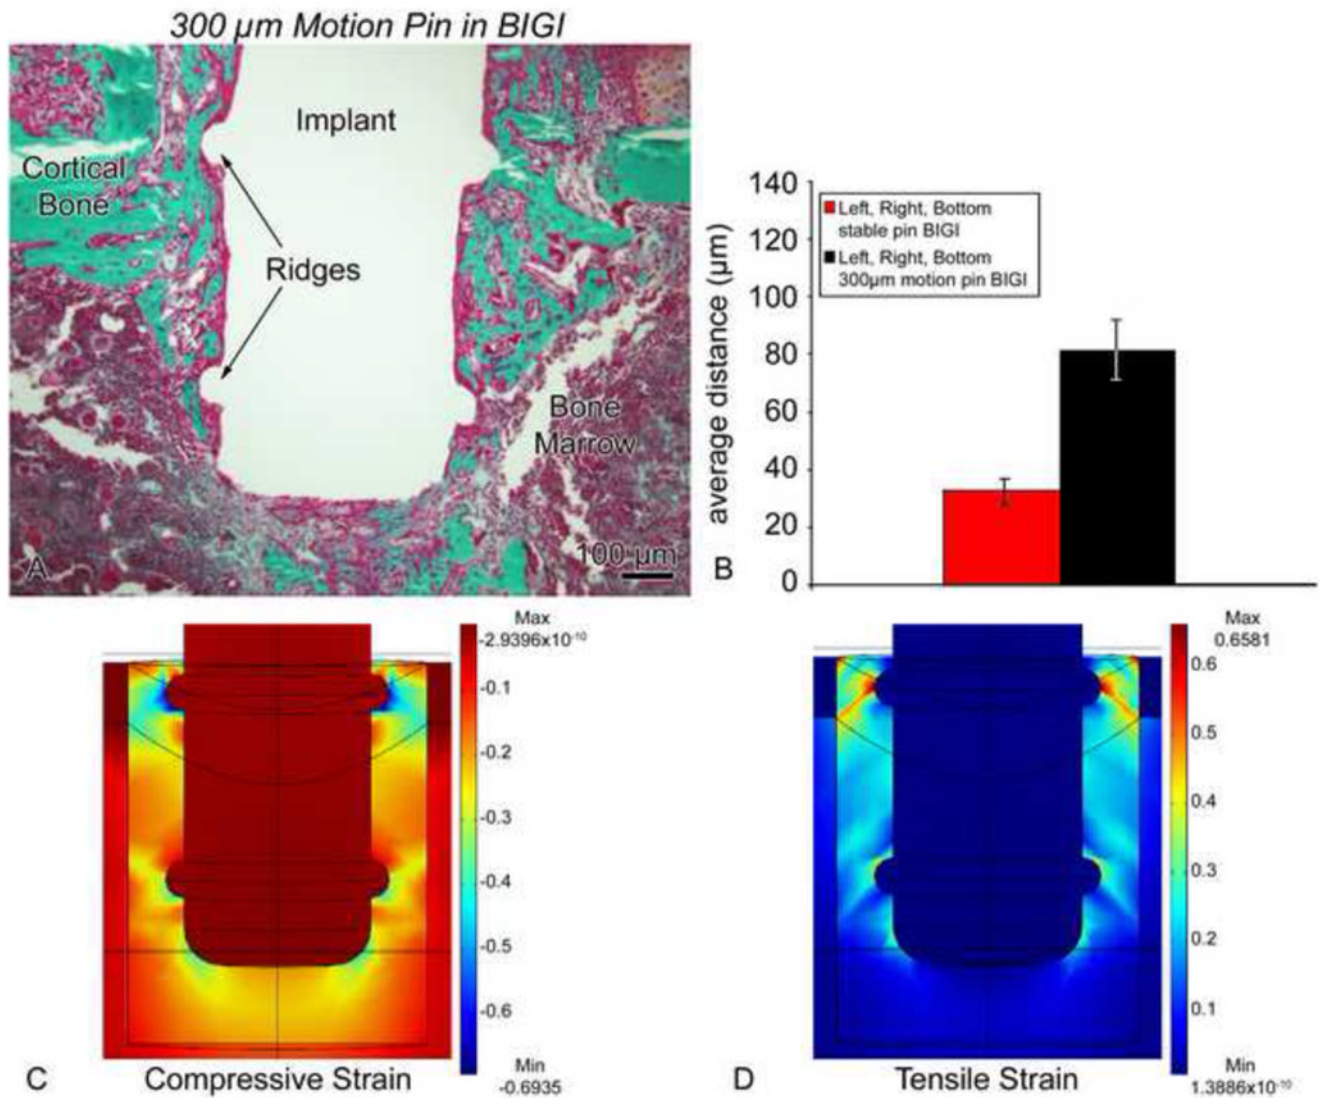 300 µm Motion Pin in BIGI
Implant
Cortical
Bone
Ridges
Bone
Marrow
100 µm
A
140
120
100
80
60
40
20
0
average distance (µm)
Left, Right, Bottom
stable pin BIGI
Left, Right, Bottom
300µm motion pin BIGI
B
Max
-2.9396x10⁻¹⁰
-0.1
-0.2
-0.3
-0.4
-0.5
-0.6
Min
-0.6935
C
Compressive Strain
Max
0.6581
0.6
0.5
0.4
0.3
0.2
0.1
Min
1.3886x10⁻¹⁰
D
Tensile Strain